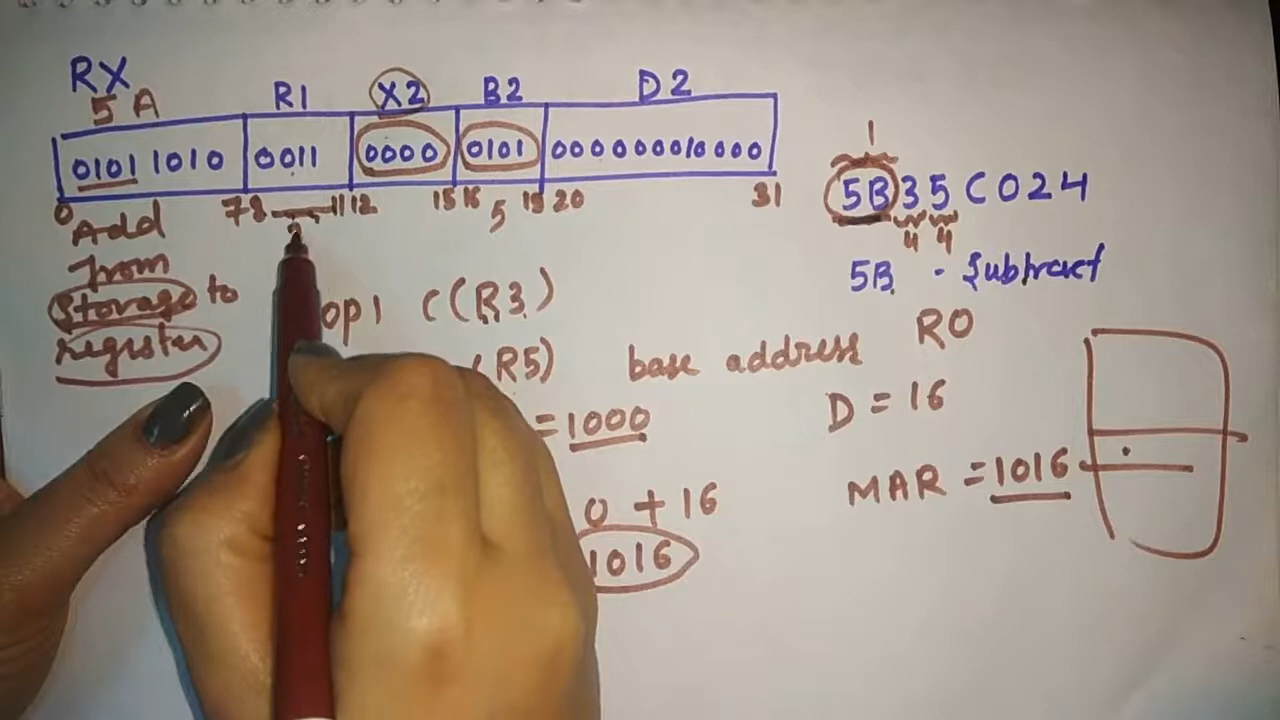 RX
5 A R1 X2 B2 D2
0101 1010 0011 0000 0101 000000010000
0 7 8 11 12 15 16 5 19 20 31
Add
from
storage to
register
op1 C(R3)
(R5) base address R0
= 1000 D = 16
0 + 16 MAR = 1016
1016
1
5B 3 5 C 0 2 4
4 4
5B - Subtract